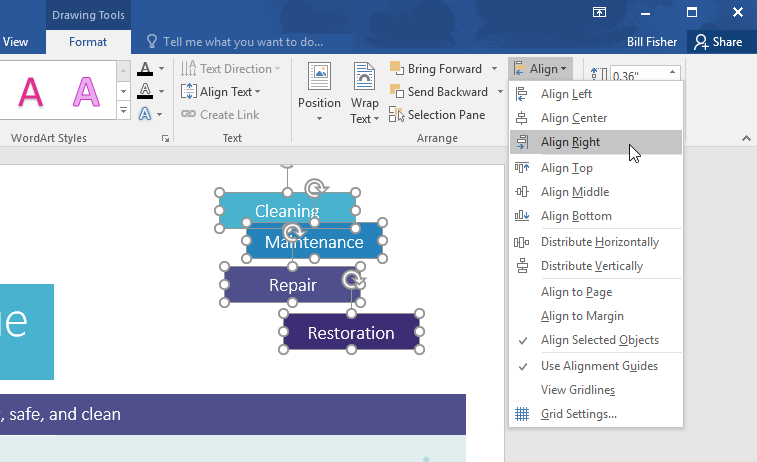 Drawing Tools
View
Format
Tell me what you want to do...
Bill Fisher
Share
A A
A
A
A
Text Direction
Align Text
Create Link
Position
Wrap
Text
Bring Forward
Send Backward
Selection Pane
Align
0.36"
WordArt Styles
Text
Arrange
Align Left
Align Center
Align Right
Align Top
Align Middle
Align Bottom
Distribute Horizontally
Distribute Vertically
Align to Page
Align to Margin
Align Selected Objects
Use Alignment Guides
View Gridlines
Grid Settings...
Cleaning
Maintenance
Repair
Restoration
, safe, and clean